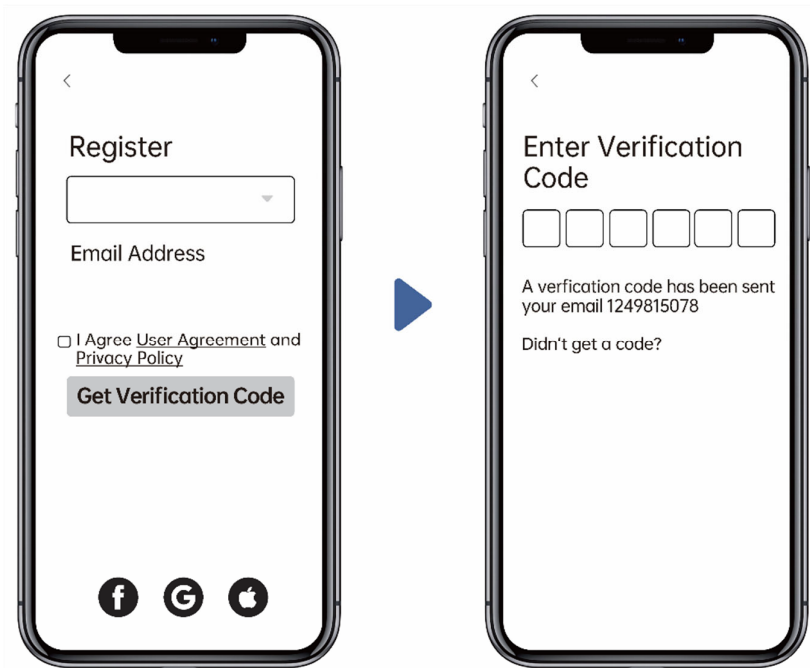 Register
Email Address
I Agree User Agreement and
Privacy Policy
Get Verification Code
Enter Verification
Code
A verfication code has been sent
your email 1249815078
Didn't get a code?